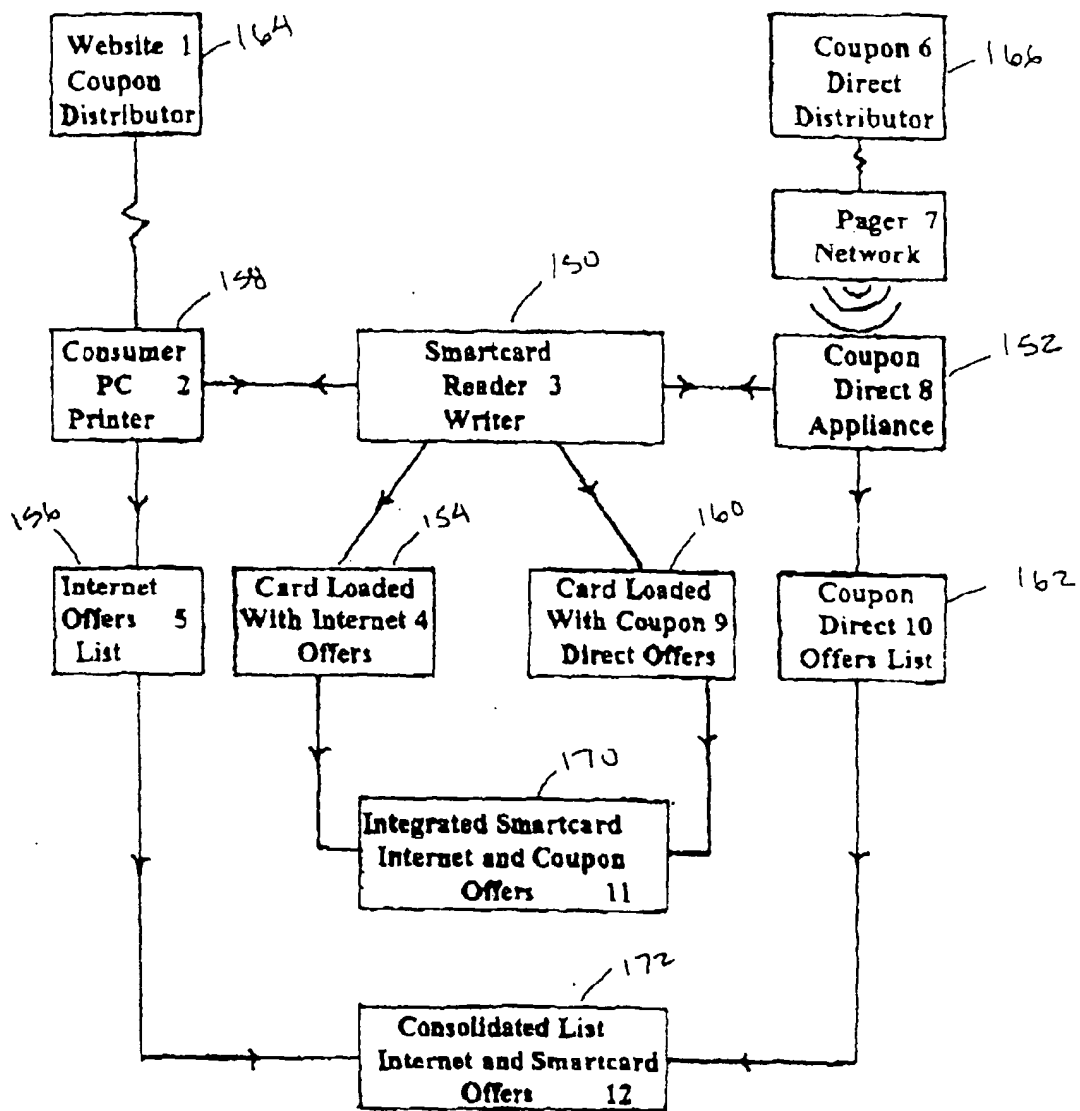 Website 1
Coupon
Distributor
164
Coupon 6
Direct
Distributor
166
Pager 7
Network
158
Consumer
PC 2
Printer
150
Smartcard
Reader 3
Writer
152
Coupon
Direct 8
Appliance
156
Internet
Offers 5
List
154
Card Loaded
With Internet 4
Offers
160
Card Loaded
With Coupon 9
Direct Offers
162
Coupon
Direct 10
Offers List
170
Integrated Smartcard
Internet and Coupon
Offers 11
172
Consolidated List
Internet and Smartcard
Offers 12